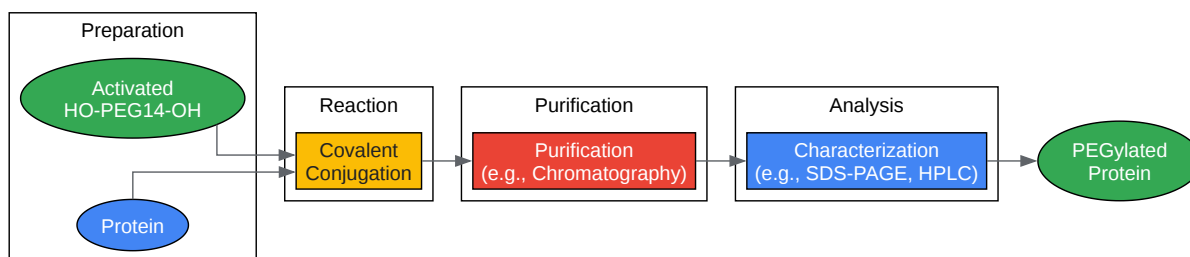 Preparation
Activated
HO-PEG14-OH
Protein
Reaction
Covalent
Conjugation
Purification
Purification
(e.g., Chromatography)
Analysis
Characterization
(e.g., SDS-PAGE, HPLC)
PEGylated
Protein